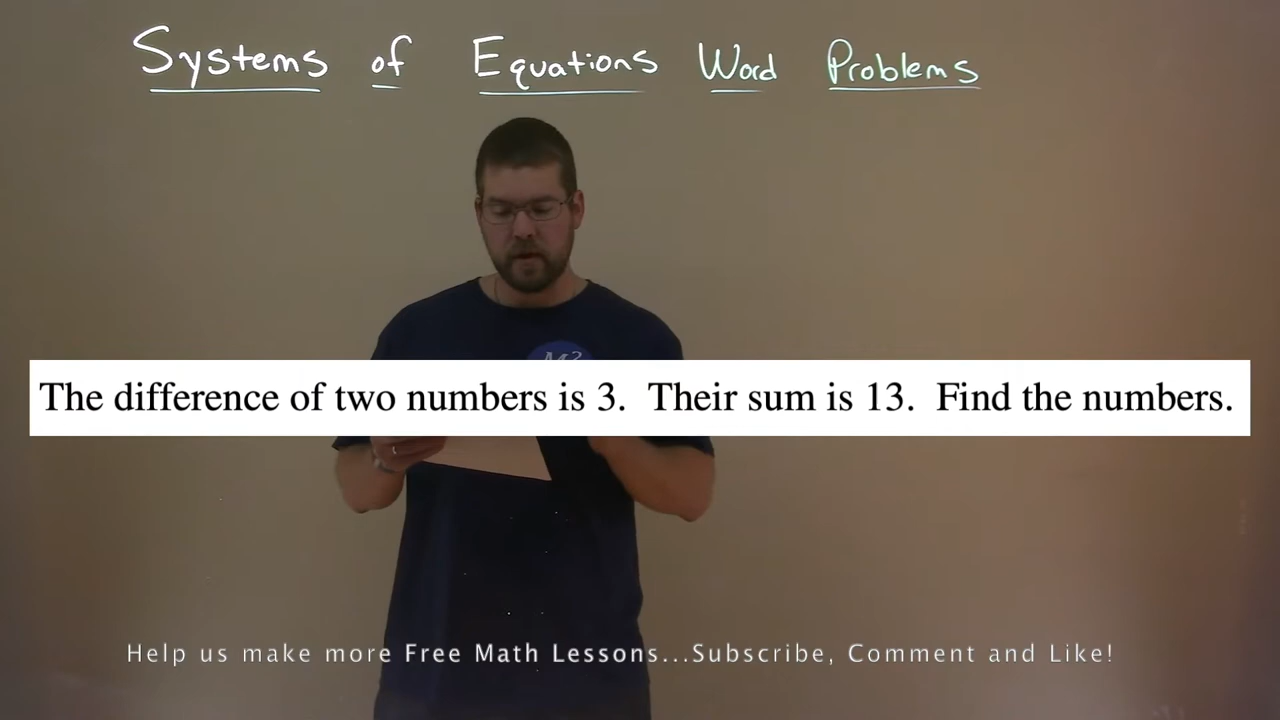 Systems of Equations Word Problems
M²
The difference of two numbers is 3. Their sum is 13. Find the numbers.
Help us make more Free Math Lessons...Subscribe, Comment and Like!